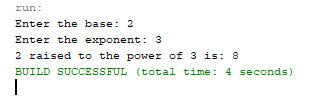 run:
Enter the base: 2
Enter the exponent: 3
2 raised to the power of 3 is: 8
BUILD SUCCESSFUL (total time: 4 seconds)